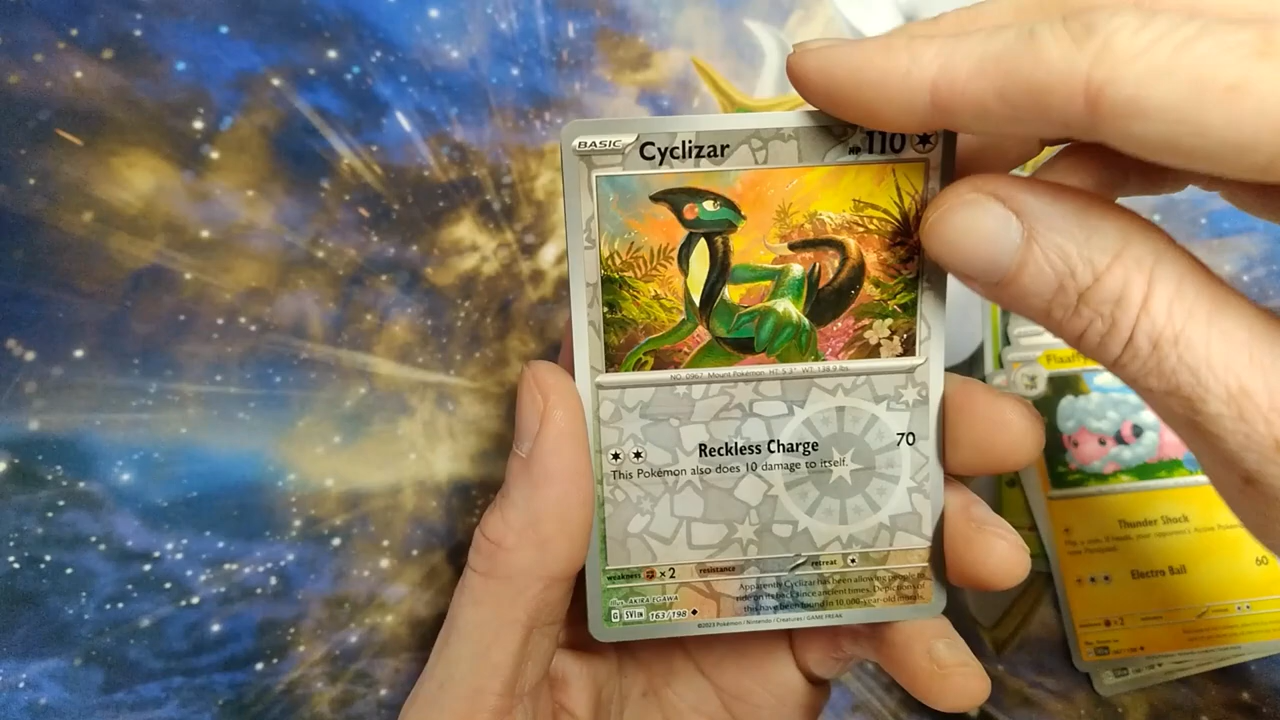 BASIC Cyclizar HP 110
NO. 0967 Mount Pokémon HT: 5'3" WT: 138.9 lbs
Reckless Charge 70
This Pokémon also does 10 damage to itself.
weakness ×2 resistance retreat
Apparently Cyclizar has been allowing people to
ride on its back since ancient times. Depictions of
this have been found in 10,000-year-old murals.
Illus. AKIRA EGAWA
G SVI EN 163/198
©2023 Pokémon / Nintendo / Creatures / GAME FREAK
Flaaffy
Thunder Shock
Electro Ball 60
×2